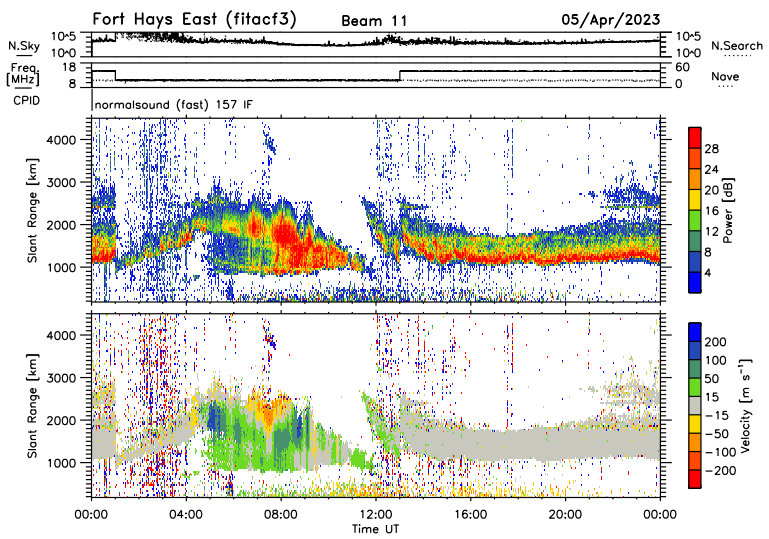 Fort Hays East (fitacf3) Beam 11 05/Apr/2023
N.Sky 10^5 10^0 10^5 10^0 N.Search
Freq. [MHz] 18 8 60 0 Nave
CPID normalsound (fast) 157 IF
Slant Range [km] 4000 3000 2000 1000
Power [dB] 28 24 20 16 12 8 4
Slant Range [km] 4000 3000 2000 1000
Velocity [m s⁻¹] 200 100 50 15 −15 −50 −100 −200
00:00 04:00 08:00 12:00 16:00 20:00 00:00
Time UT